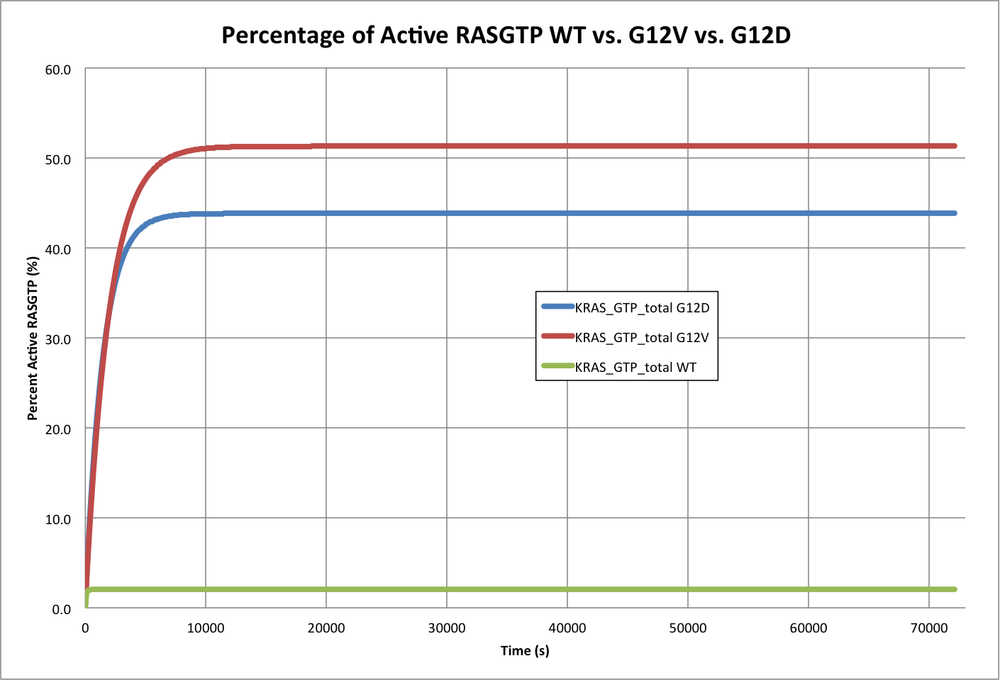 Percentage of Active RASGTP WT vs. G12V vs. G12D
60.0
50.0
40.0
30.0
20.0
10.0
0.0
Percent Active RASGTP (%)
KRAS_GTP_total G12D
KRAS_GTP_total G12V
KRAS_GTP_total WT
0 10000 20000 30000 40000 50000 60000 70000
Time (s)